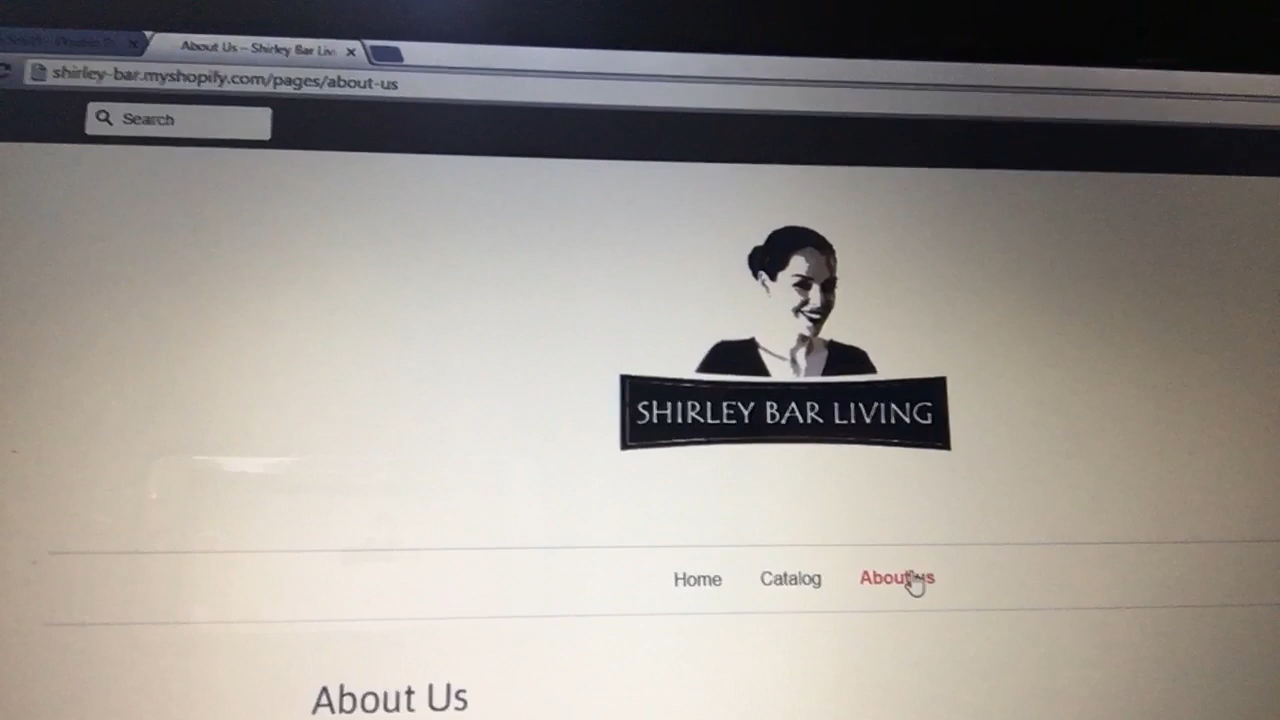 About Us – Shirley Bar Liv
shirley-bar.myshopify.com/pages/about-us
Search
SHIRLEY BAR LIVING
Home Catalog About us
About Us